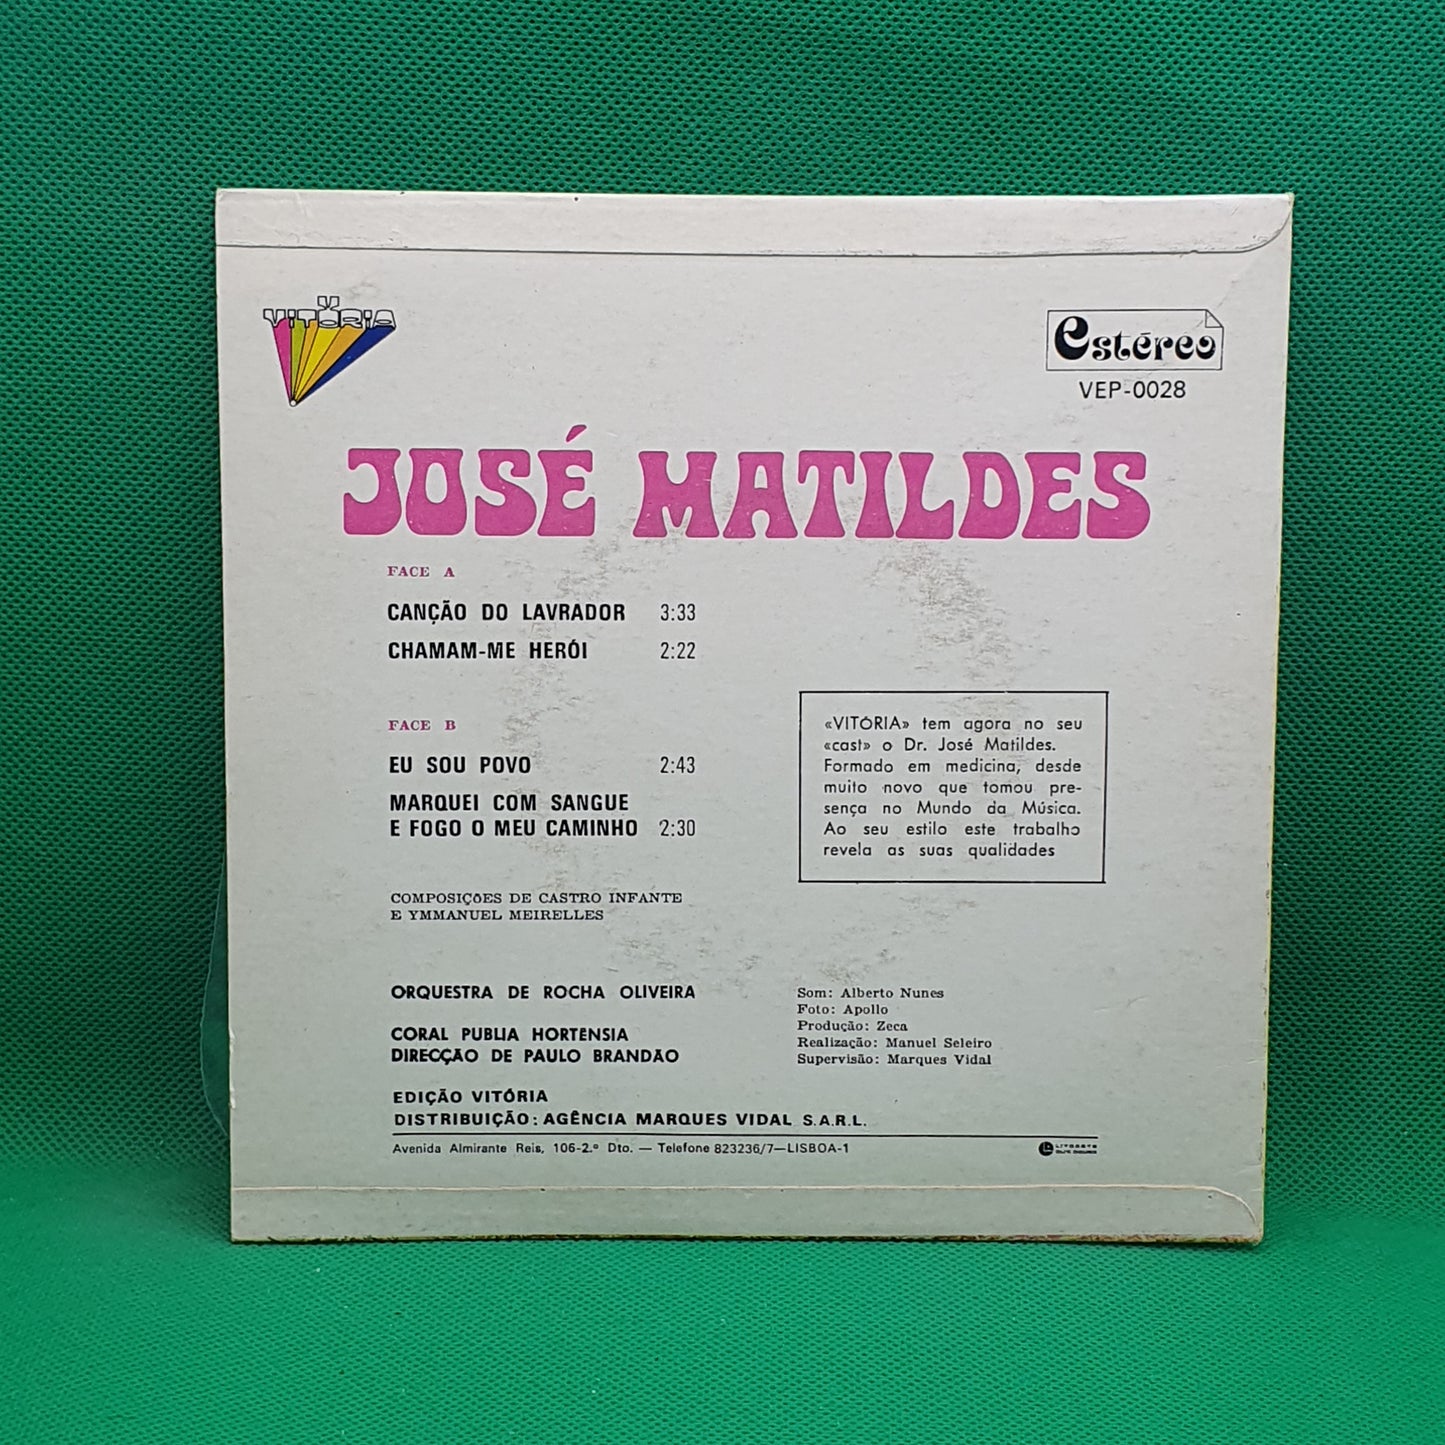 VITÓRIA
estéreo
VEP-0028
JOSÉ MATILDES
FACE A
CANÇÃO DO LAVRADOR 3:33
CHAMAM-ME HERÓI 2:22
FACE B
EU SOU POVO 2:43
MARQUEI COM SANGUE
E FOGO O MEU CAMINHO 2:30
«VITÓRIA» tem agora no seu
«cast» o Dr. José Matildes.
Formado em medicina, desde
muito novo que tomou pre-
sença no Mundo da Música.
Ao seu estilo este trabalho
revela as suas qualidades
COMPOSIÇÕES DE CASTRO INFANTE
E YMMANUEL MEIRELLES
ORQUESTRA DE ROCHA OLIVEIRA
CORAL PUBLIA HORTENSIA
DIRECÇÃO DE PAULO BRANDÃO
Som: Alberto Nunes
Foto: Apollo
Produção: Zeca
Realização: Manuel Seleiro
Supervisão: Marques Vidal
EDIÇÃO VITÓRIA
DISTRIBUIÇÃO: AGÊNCIA MARQUES VIDAL S.A.R.L.
Avenida Almirante Reis, 106-2.º Dto. — Telefone 823236/7—LISBOA-1